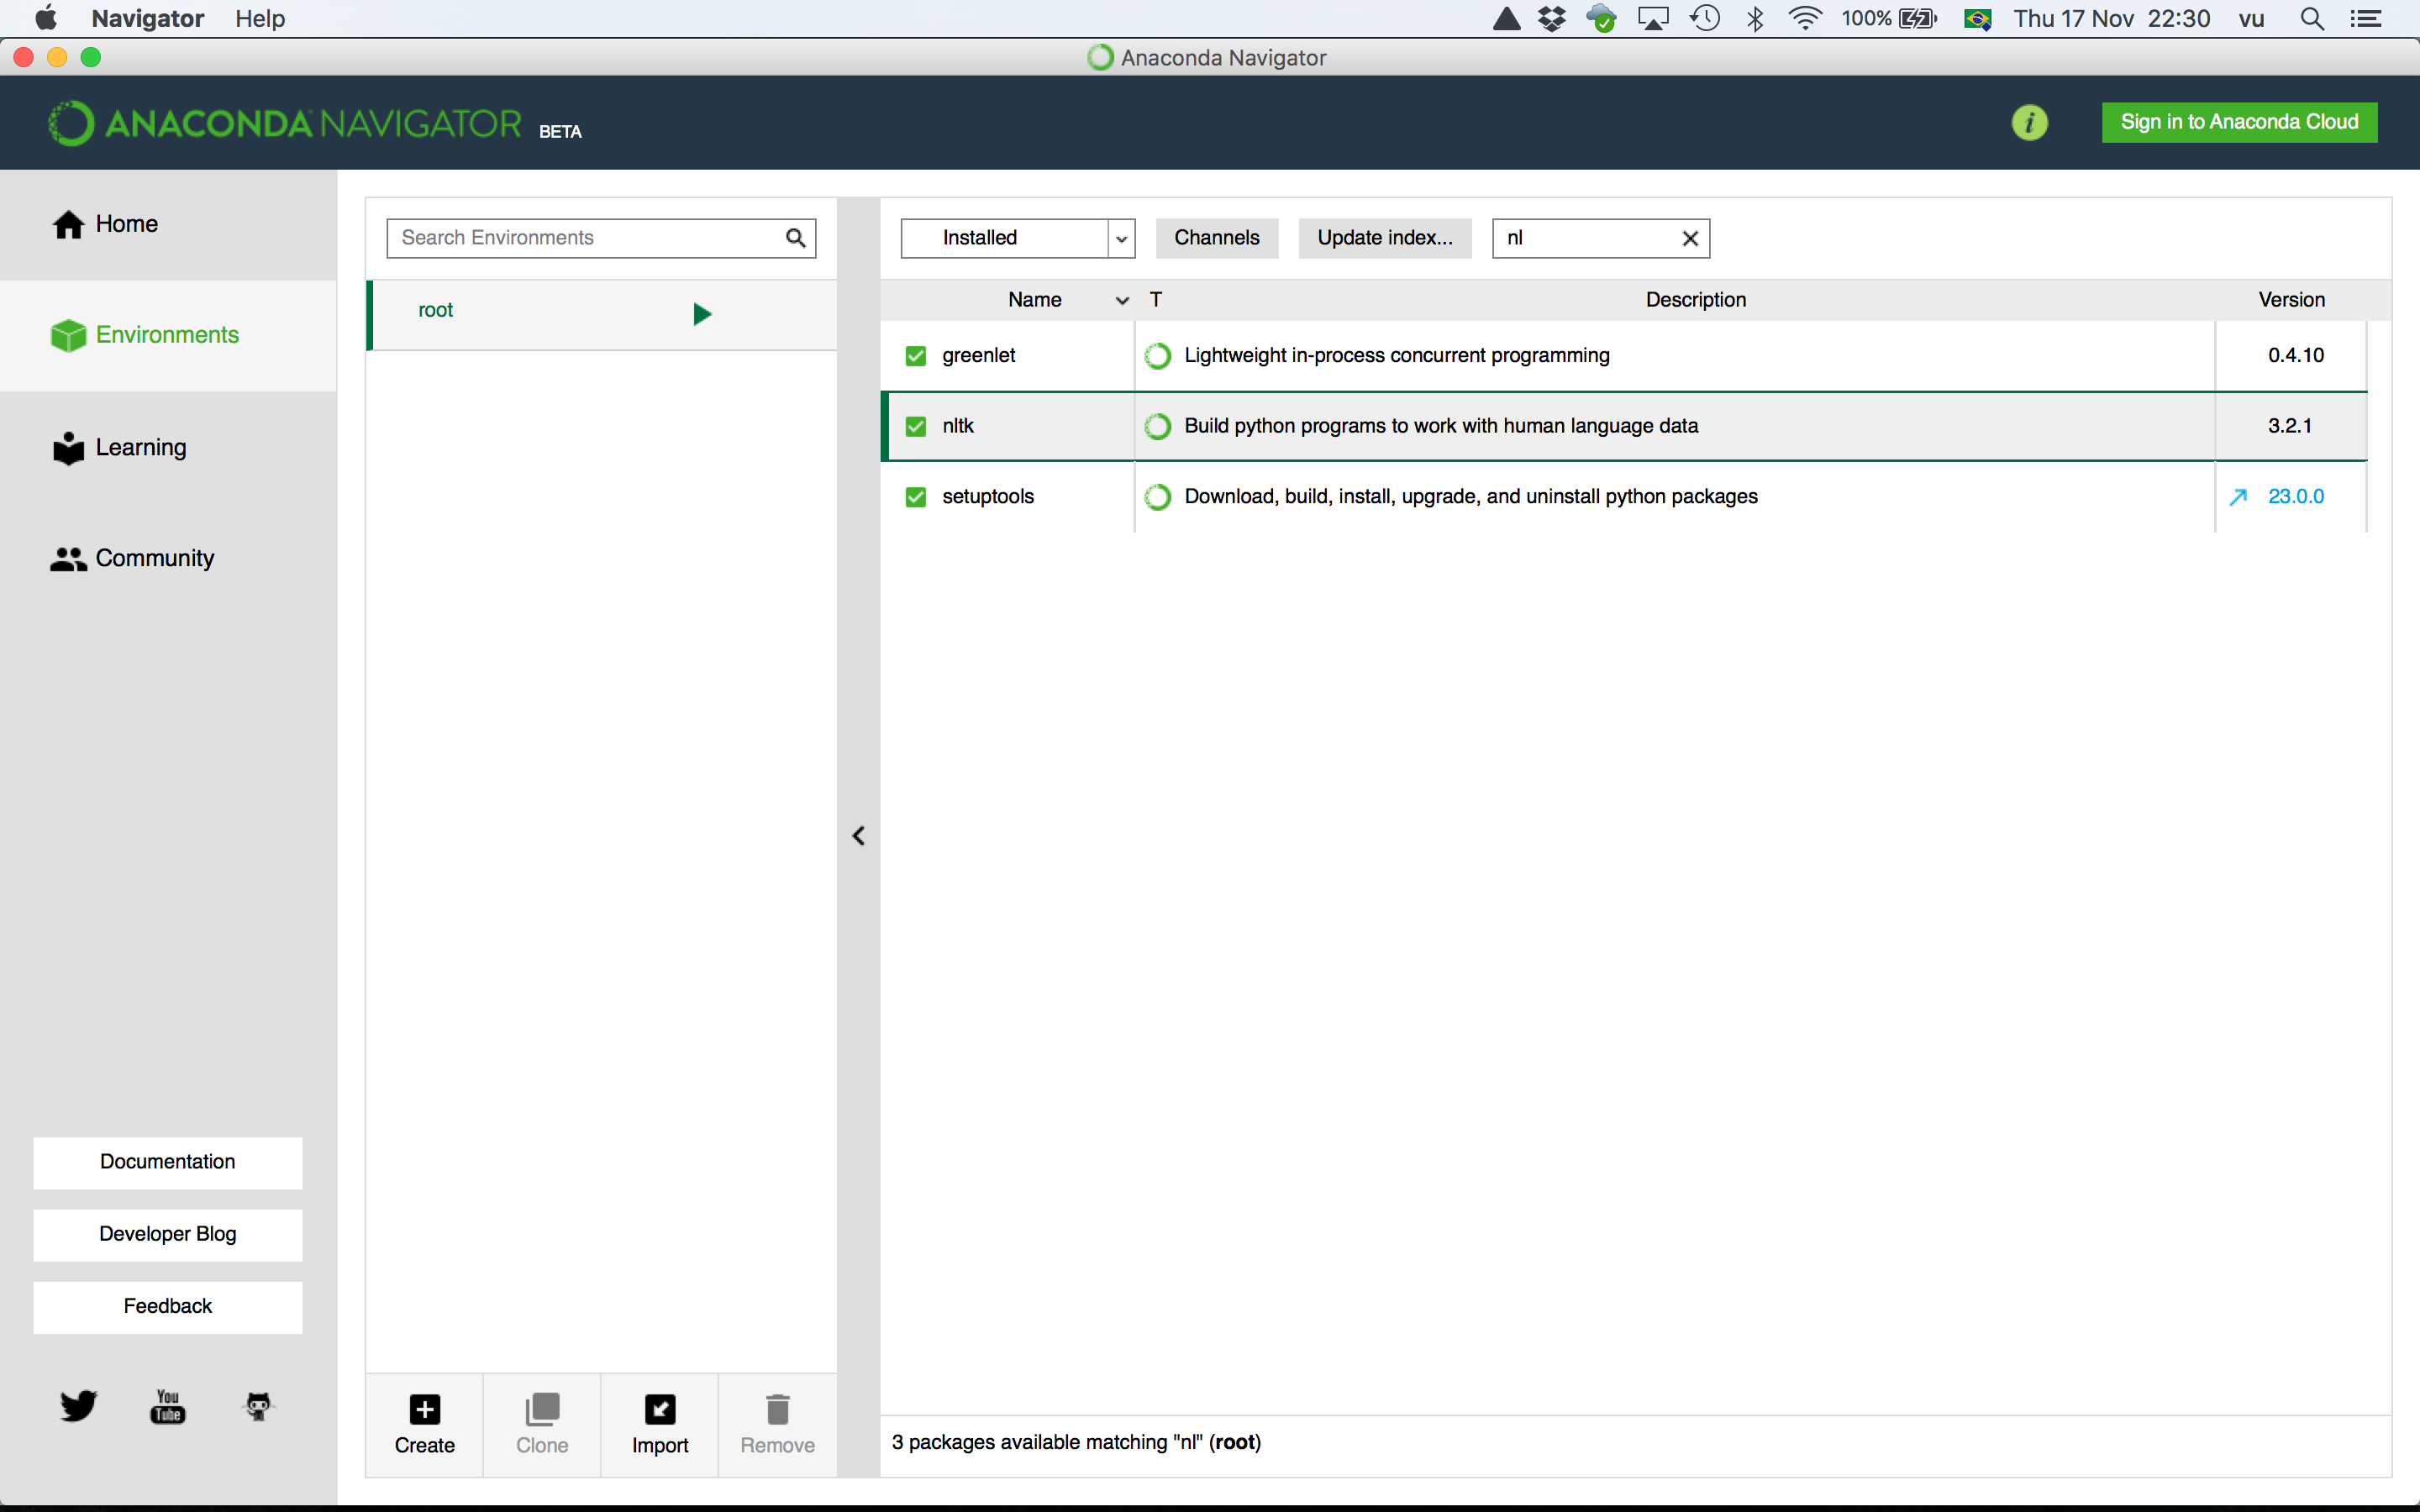 Navigator Help 100% Thu 17 Nov 22:30 vu
Anaconda Navigator
ANACONDA NAVIGATOR BETA
i
Sign in to Anaconda Cloud
Home
Environments
Learning
Community
Documentation
Developer Blog
Feedback
You Tube
Search Environments
root
Create Clone Import Remove
Installed Channels Update index... nl
Name T Description Version
greenlet Lightweight in-process concurrent programming 0.4.10
nltk Build python programs to work with human language data 3.2.1
setuptools Download, build, install, upgrade, and uninstall python packages 23.0.0
3 packages available matching "nl" (root)